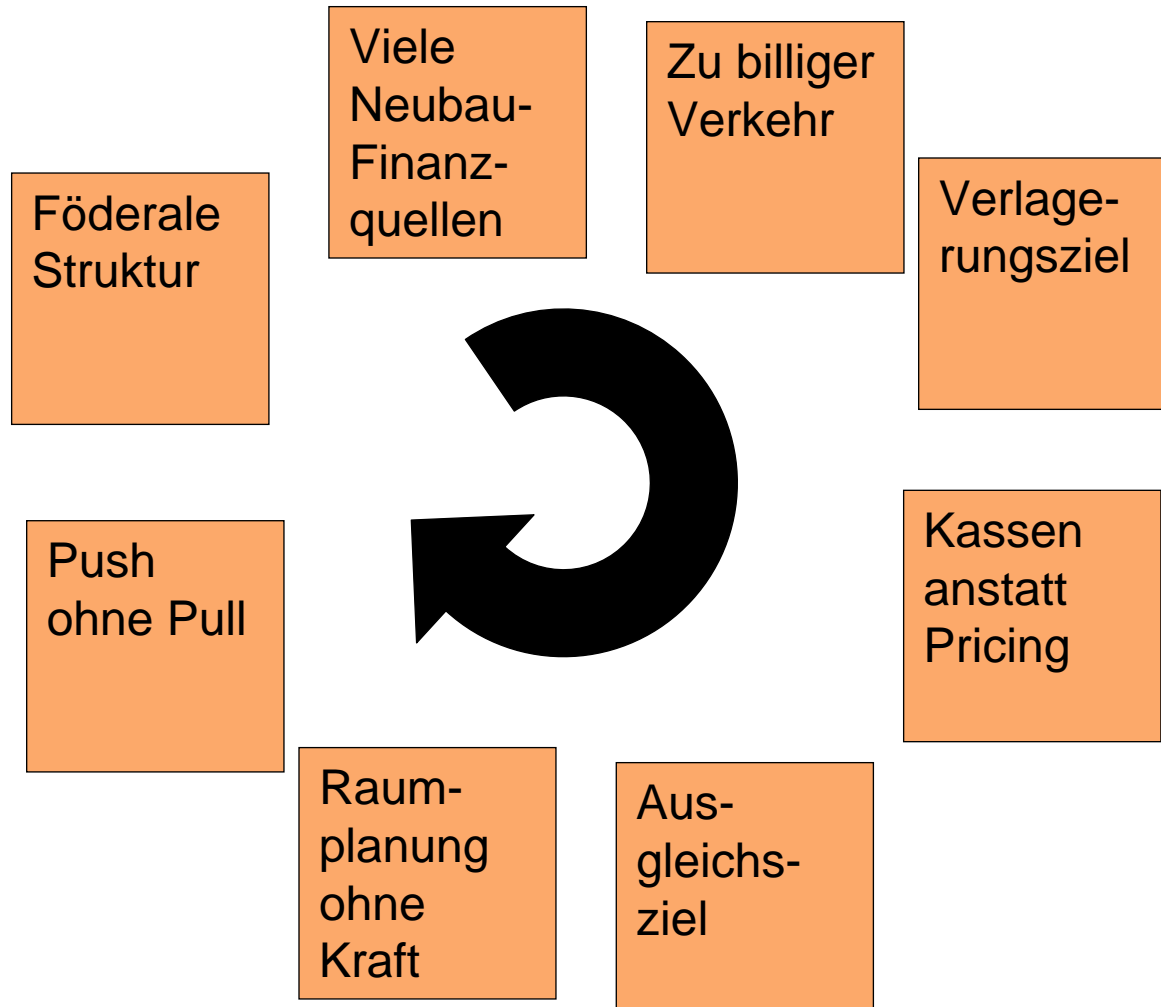 Viele
Neubau-
Finanz-
quellen
Zu billiger
Verkehr
Verlage-
rungsziel
Kassen
anstatt
Pricing
Aus-
gleichs-
ziel
Raum-
planung
ohne
Kraft
Push
ohne Pull
Föderale
Struktur